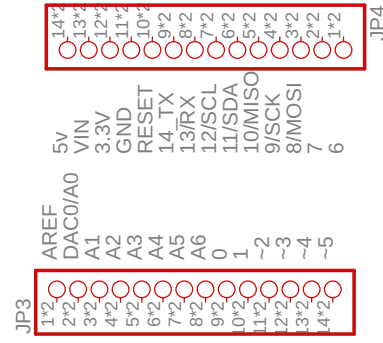 14*2 13*2 12*2 11*2 10*2 9*2 8*2 7*2 6*2 5*2 4*2 3*2 2*2 1*2
JP4
5v VIN 3.3V GND RESET 14_TX 13/RX 12/SCL 11/SDA 10/MISO 9/SCK 8/MOSI 7 6
AREF DAC0/A0 A1 A2 A3 A4 A5 A6 0 1 ~2 ~3 ~4 ~5
JP3
1*2 2*2 3*2 4*2 5*2 6*2 7*2 8*2 9*2 10*2 11*2 12*2 13*2 14*2